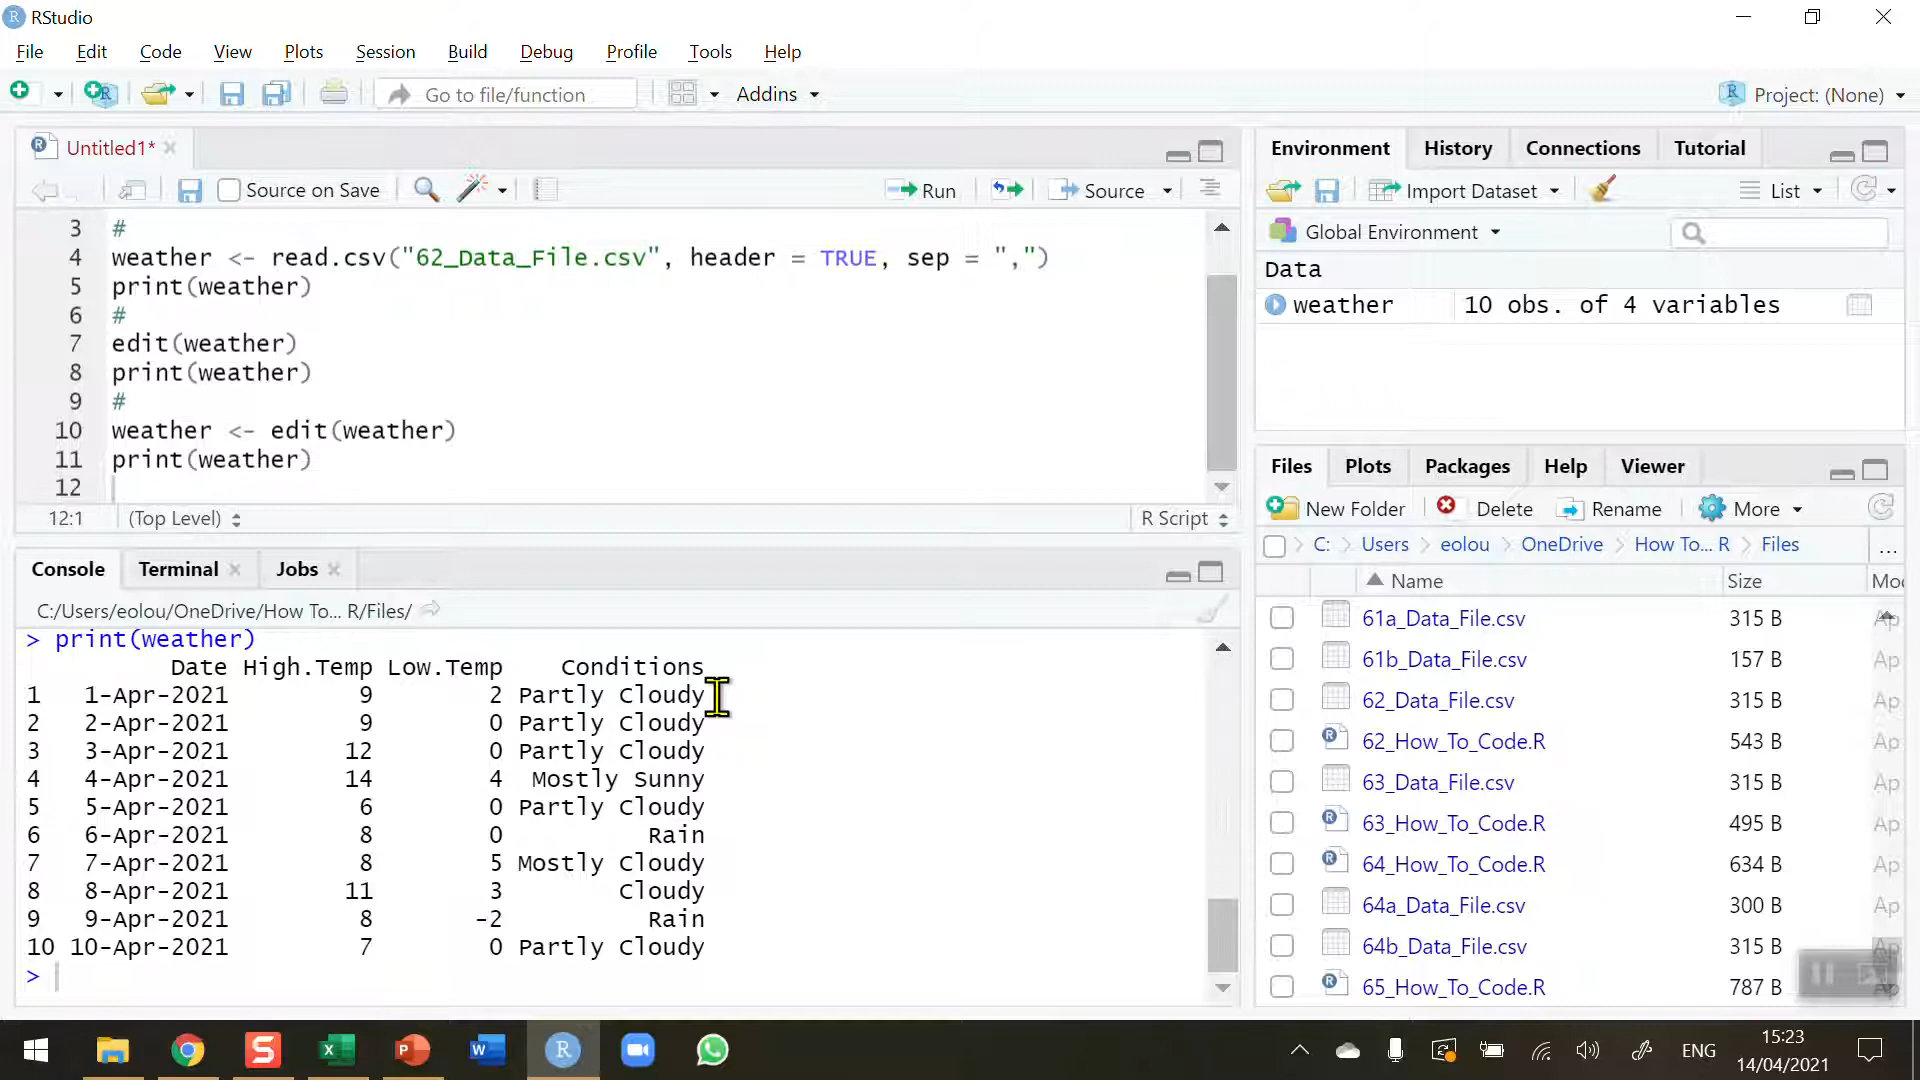 RStudio
File Edit Code View Plots Session Build Debug Profile Tools Help
Go to file/function Addins Project: (None)
Untitled1*
Source on Save Run Source
3 #
4 weather <- read.csv("62_Data_File.csv", header = TRUE, sep = ",")
5 print(weather)
6 #
7 edit(weather)
8 print(weather)
9 #
10 weather <- edit(weather)
11 print(weather)
12
12:1 (Top Level) R Script
Console Terminal Jobs
C:/Users/eolou/OneDrive/How To... R/Files/
> print(weather)
Date High.Temp Low.Temp Conditions
1 1-Apr-2021 9 2 Partly Cloudy
2 2-Apr-2021 9 0 Partly Cloudy
3 3-Apr-2021 12 0 Partly Cloudy
4 4-Apr-2021 14 4 Mostly Sunny
5 5-Apr-2021 6 0 Partly Cloudy
6 6-Apr-2021 8 0 Rain
7 7-Apr-2021 8 5 Mostly Cloudy
8 8-Apr-2021 11 3 Cloudy
9 9-Apr-2021 8 -2 Rain
10 10-Apr-2021 7 0 Partly Cloudy
>
Environment History Connections Tutorial
Import Dataset List
Global Environment
Data
weather 10 obs. of 4 variables
Files Plots Packages Help Viewer
New Folder Delete Rename More
C: > Users > eolou > OneDrive > How To... R > Files ...
Name Size Mo
61a_Data_File.csv 315 B Ap
61b_Data_File.csv 157 B Ap
62_Data_File.csv 315 B Ap
62_How_To_Code.R 543 B Ap
63_Data_File.csv 315 B Ap
63_How_To_Code.R 495 B Ap
64_How_To_Code.R 634 B Ap
64a_Data_File.csv 300 B Ap
64b_Data_File.csv 315 B Ap
65_How_To_Code.R 787 B Ap
ENG
15:23
14/04/2021